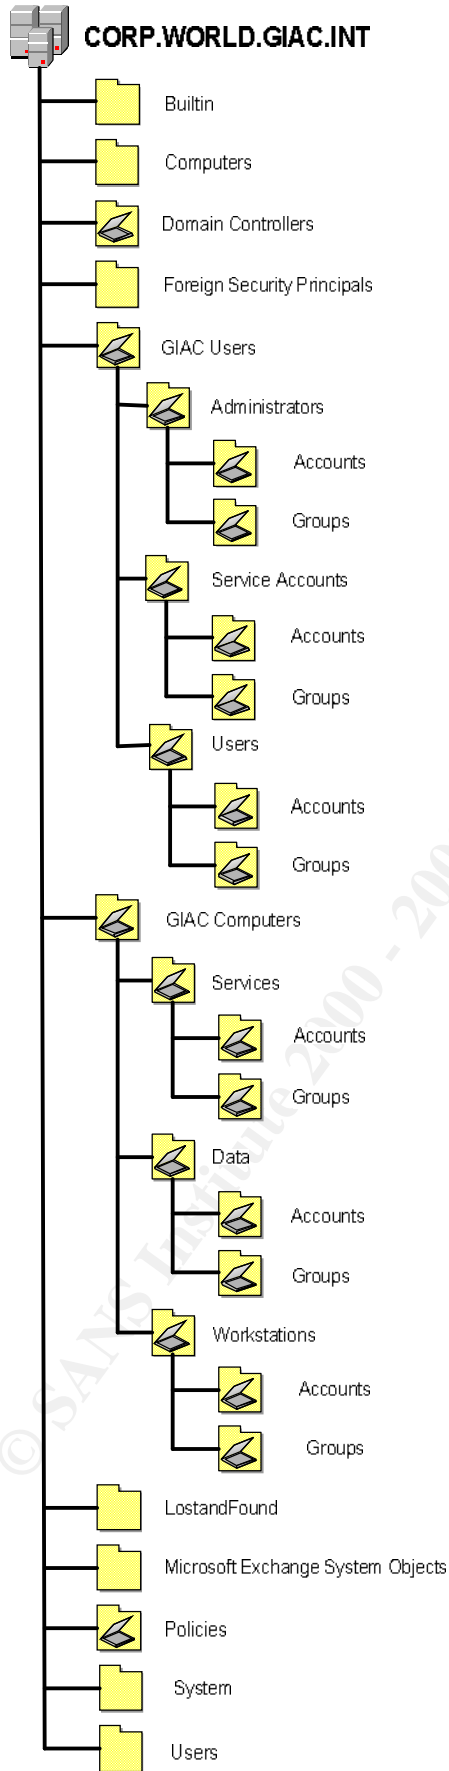 CORP.WORLD.GIAC.INT
Builtin
Computers
Domain Controllers
Foreign Security Principals
GIAC Users
Administrators
Accounts
Groups
Service Accounts
Accounts
Groups
Users
Accounts
Groups
GIAC Computers
Services
Accounts
Groups
Data
Accounts
Groups
Workstations
Accounts
Groups
LostandFound
Microsoft Exchange System Objects
Policies
System
Users
© SANS Institute 2000 - 200